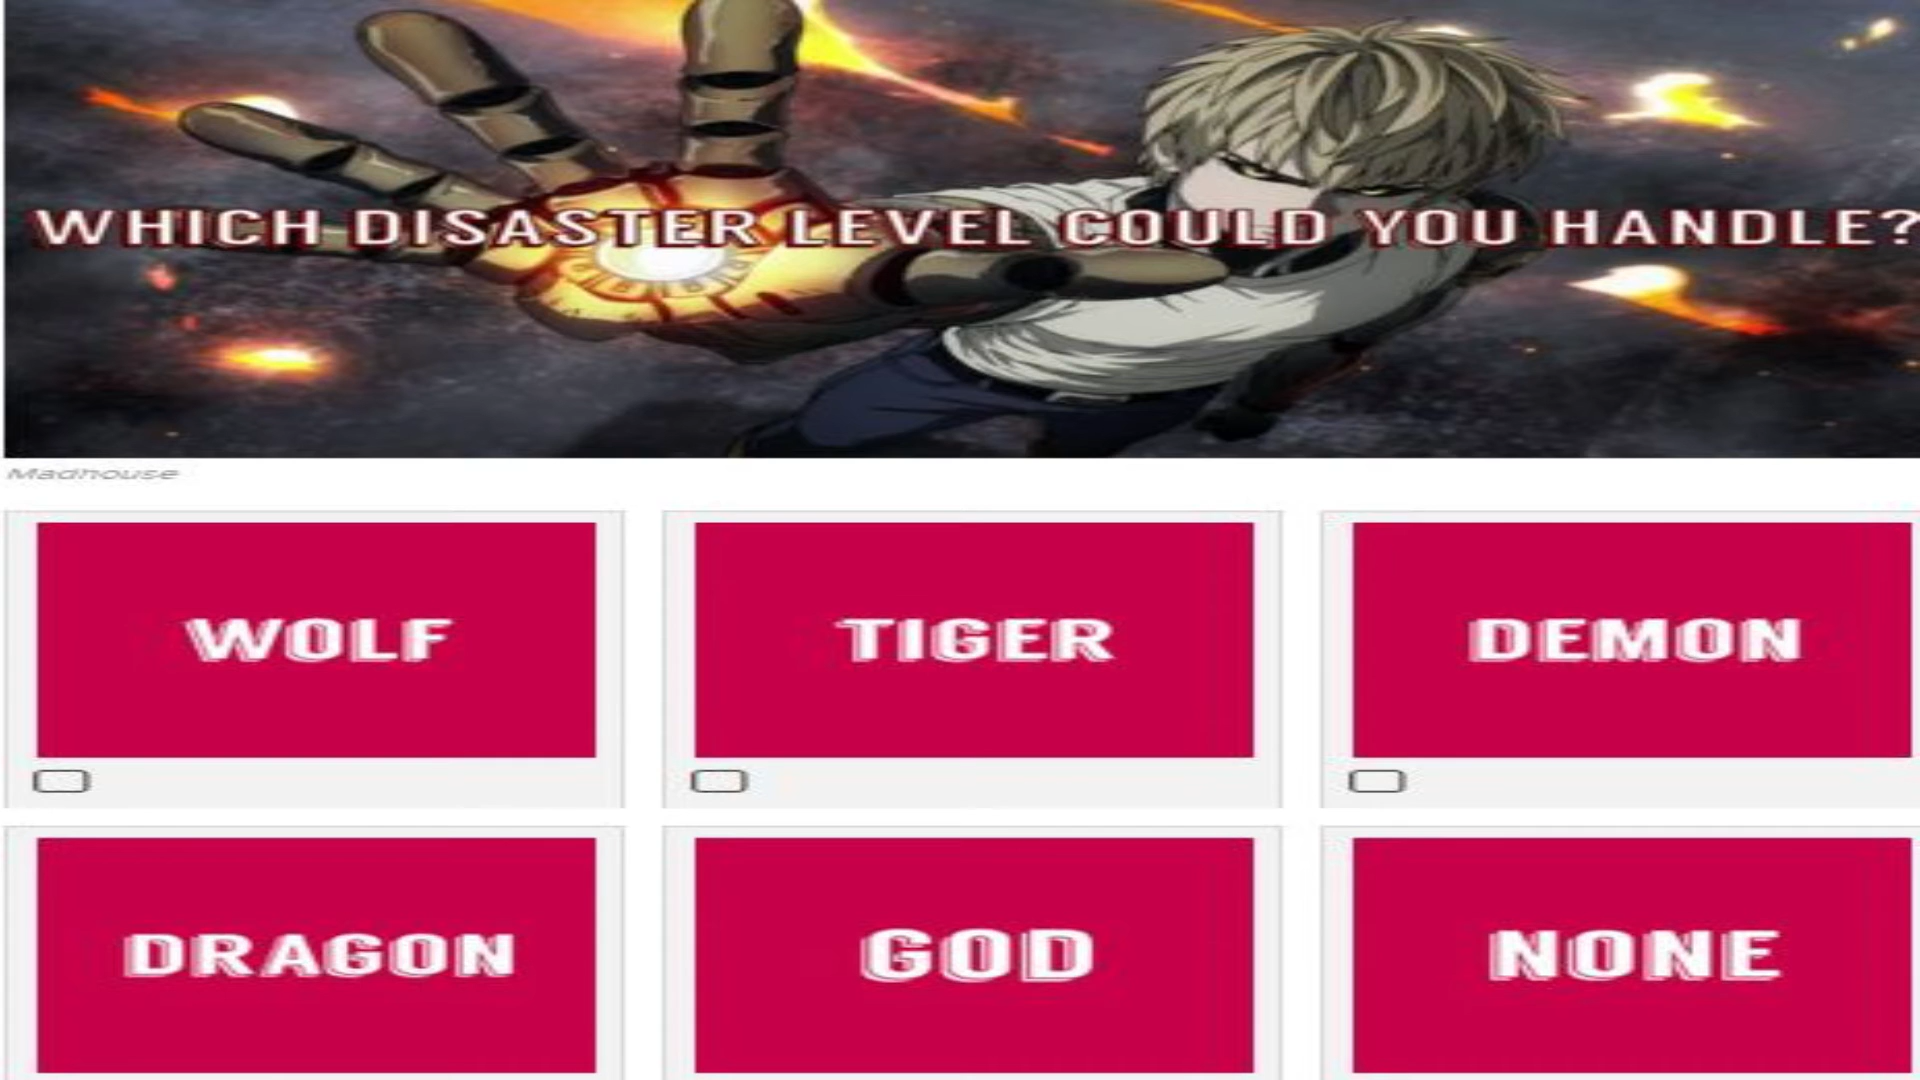 WHICH DISASTER LEVEL COULD YOU HANDLE?
Madhouse
WOLF
TIGER
DEMON
DRAGON
GOD
NONE